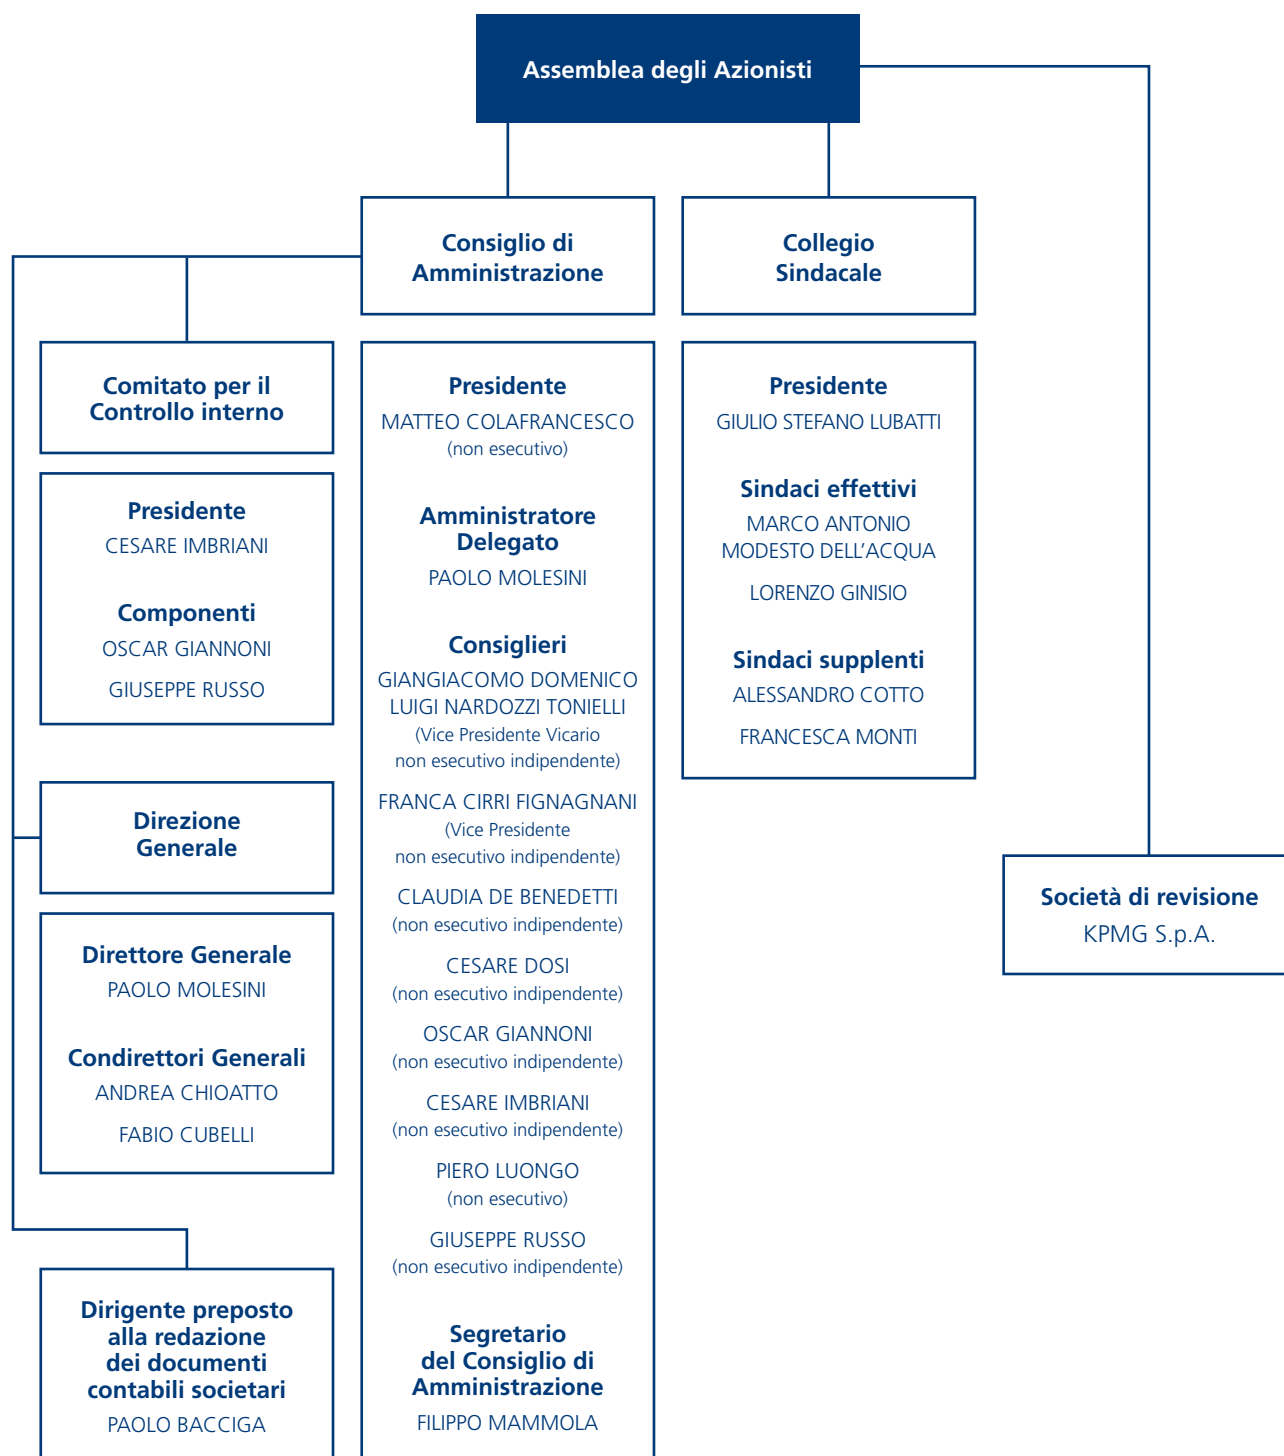 Assemblea degli Azionisti
Consiglio di
Amministrazione
Collegio
Sindacale
Comitato per il
Controllo interno
Presidente
CESARE IMBRIANI
Componenti
OSCAR GIANNONI
GIUSEPPE RUSSO
Direzione
Generale
Direttore Generale
PAOLO MOLESINI
Condirettori Generali
ANDREA CHIOATTO
FABIO CUBELLI
Dirigente preposto
alla redazione
dei documenti
contabili societari
PAOLO BACCIGA
Presidente
MATTEO COLAFRANCESCO
(non esecutivo)
Amministratore
Delegato
PAOLO MOLESINI
Consiglieri
GIANGIACOMO DOMENICO
LUIGI NARDOZZI TONIELLI
(Vice Presidente Vicario
non esecutivo indipendente)
FRANCA CIRRI FIGNAGNANI
(Vice Presidente
non esecutivo indipendente)
CLAUDIA DE BENEDETTI
(non esecutivo indipendente)
CESARE DOSI
(non esecutivo indipendente)
OSCAR GIANNONI
(non esecutivo indipendente)
CESARE IMBRIANI
(non esecutivo indipendente)
PIERO LUONGO
(non esecutivo)
GIUSEPPE RUSSO
(non esecutivo indipendente)
Segretario
del Consiglio di
Amministrazione
FILIPPO MAMMOLA
Presidente
GIULIO STEFANO LUBATTI
Sindaci effettivi
MARCO ANTONIO
MODESTO DELL'ACQUA
LORENZO GINISIO
Sindaci supplenti
ALESSANDRO COTTO
FRANCESCA MONTI
Società di revisione
KPMG S.p.A.